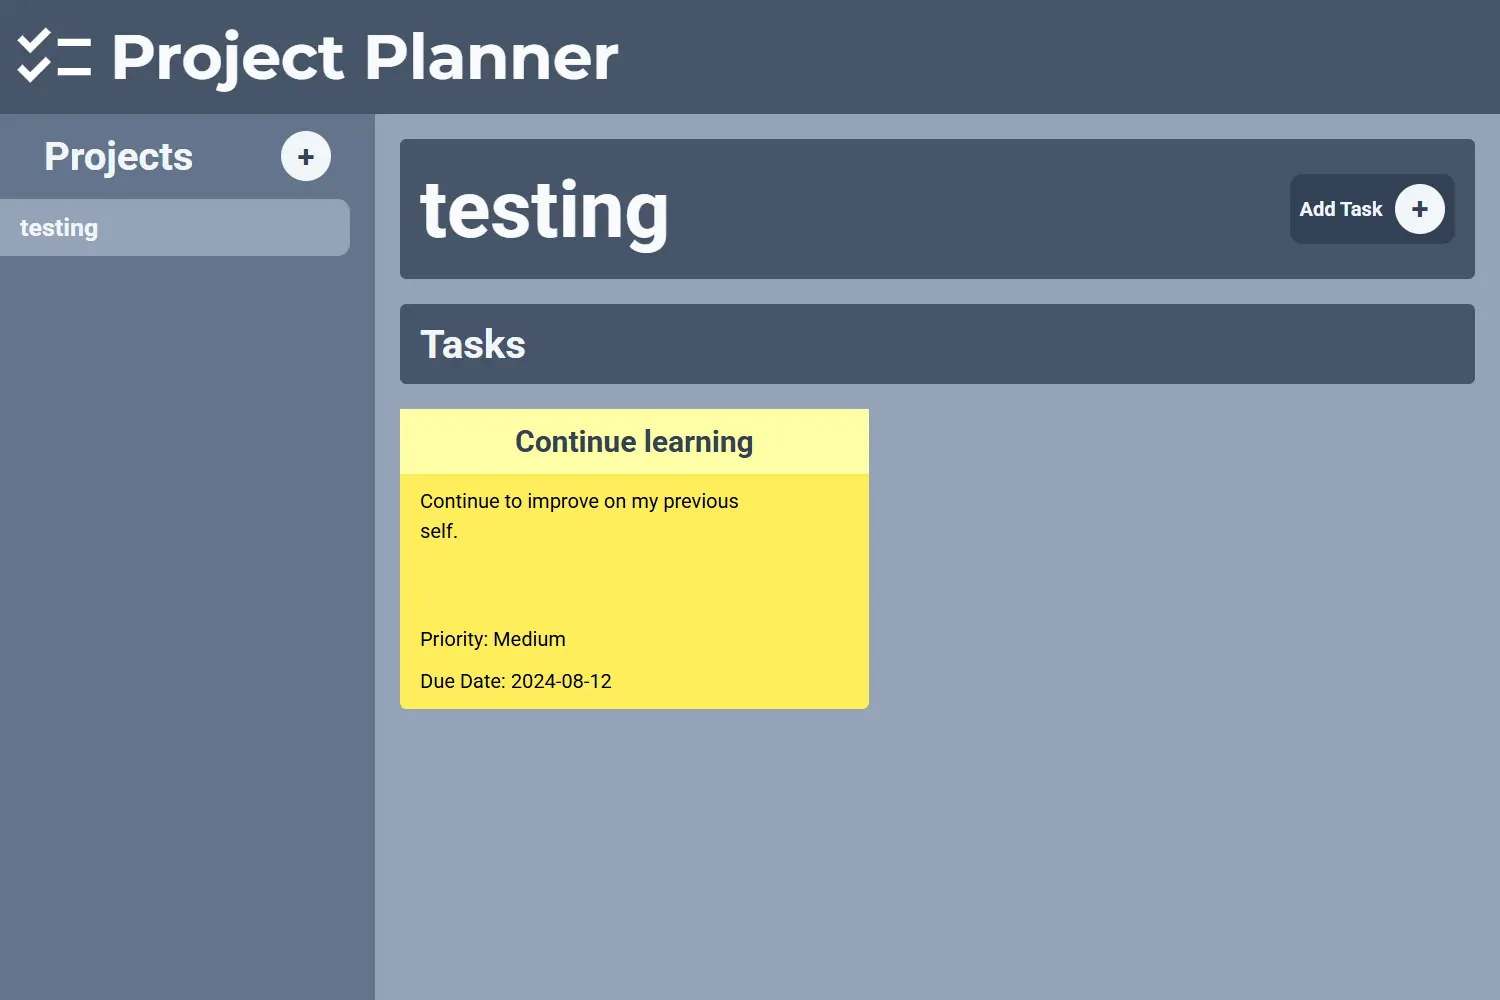 Project Planner
Projects
+
testing
testing
Add Task +
Tasks
Continue learning
Continue to improve on my previous
self.
Priority: Medium
Due Date: 2024-08-12